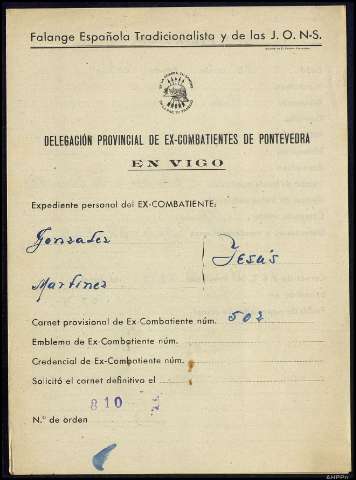 Falange Española Tradicionalista y de las J. O. N-S.
DELEGACIÓN PROVINCIAL DE EX-COMBATIENTES DE PONTEVEDRA
EN VIGO
Expediente personal del EX-COMBATIENTE:
Gonzalez
Jesús
Martinez
Carnet provisional de Ex-Combatiente núm. 502
Emblema de Ex-Combatiente núm.
Credencial de Ex-Combatiente núm.
Solicitó el carnet definitivo el
810
N.º de orden
AHPPo